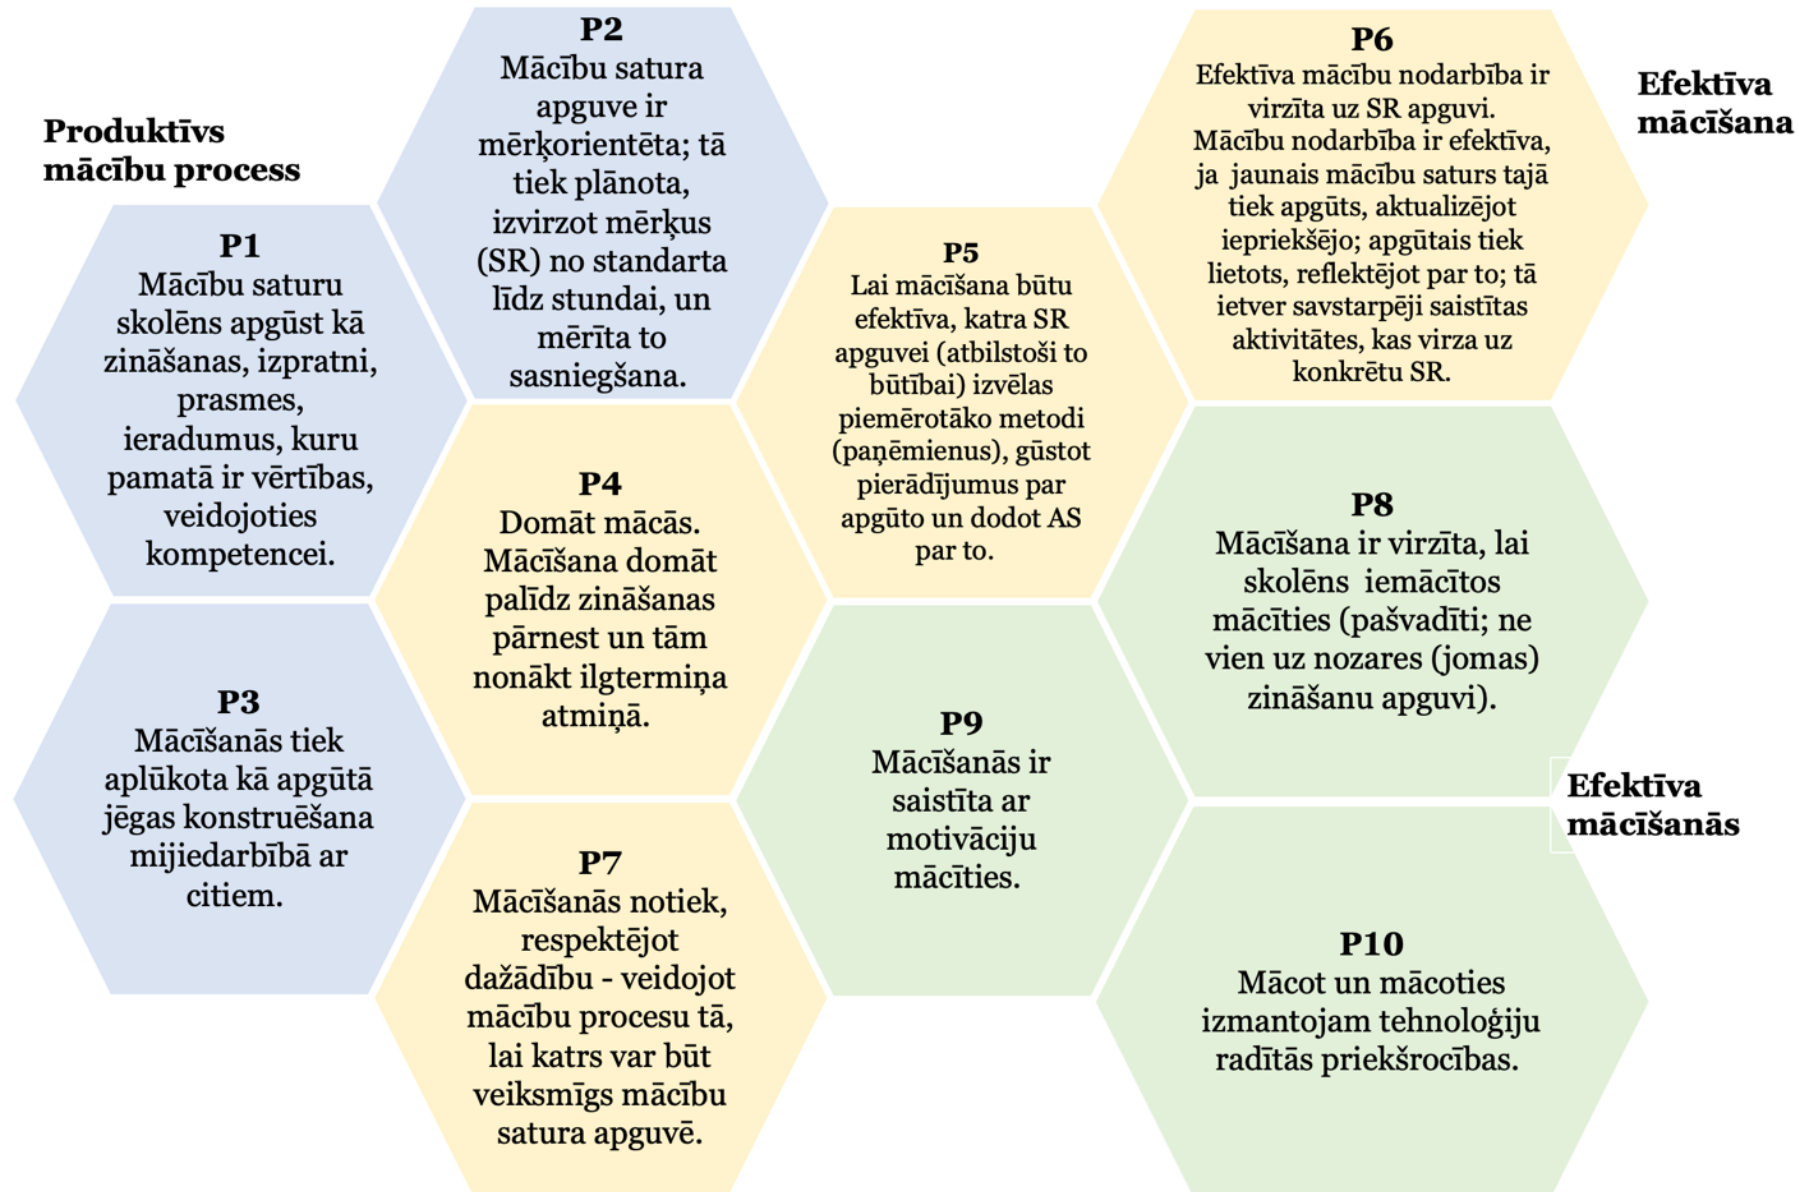 Produktīvs
mācību process
P1
Mācību saturu
skolēns apgūst kā
zināšanas, izpratni,
prasmes,
ieradumus, kuru
pamatā ir vērtības,
veidojoties
kompetencei.
P2
Mācību satura
apguve ir
mērķorientēta; tā
tiek plānota,
izvirzot mērķus
(SR) no standarta
līdz stundai, un
mērīta to
sasniegšana.
P3
Mācīšanās tiek
aplūkota kā apgūtā
jēgas konstruēšana
mijiedarbībā ar
citiem.
P4
Domāt mācās.
Mācīšana domāt
palīdz zināšanas
pārnest un tām
nonākt ilgtermiņa
atmiņā.
P5
Lai mācīšana būtu
efektīva, katra SR
apguvei (atbilstoši to
būtībai) izvēlas
piemērotāko metodi
(paņēmienus), gūstot
pierādījumus par
apgūto un dodot AS
par to.
P6
Efektīva mācību nodarbība ir
virzīta uz SR apguvi.
Mācību nodarbība ir efektīva,
ja jaunais mācību saturs tajā
tiek apgūts, aktualizējot
iepriekšējo; apgūtais tiek
lietots, reflektējot par to; tā
ietver savstarpēji saistītas
aktivitātes, kas virza uz
konkrētu SR.
Efektīva
mācīšana
P7
Mācīšanās notiek,
respektējot
dažādību - veidojot
mācību procesu tā,
lai katrs var būt
veiksmīgs mācību
satura apguvē.
P8
Mācīšana ir virzīta, lai
skolēns iemācītos
mācīties (pašvadīti; ne
vien uz nozares (jomas)
zināšanu apguvi).
P9
Mācīšanās ir
saistīta ar
motivāciju
mācīties.
Efektīva
mācīšanās
P10
Mācot un mācoties
izmantojam tehnoloģiju
radītās priekšrocības.